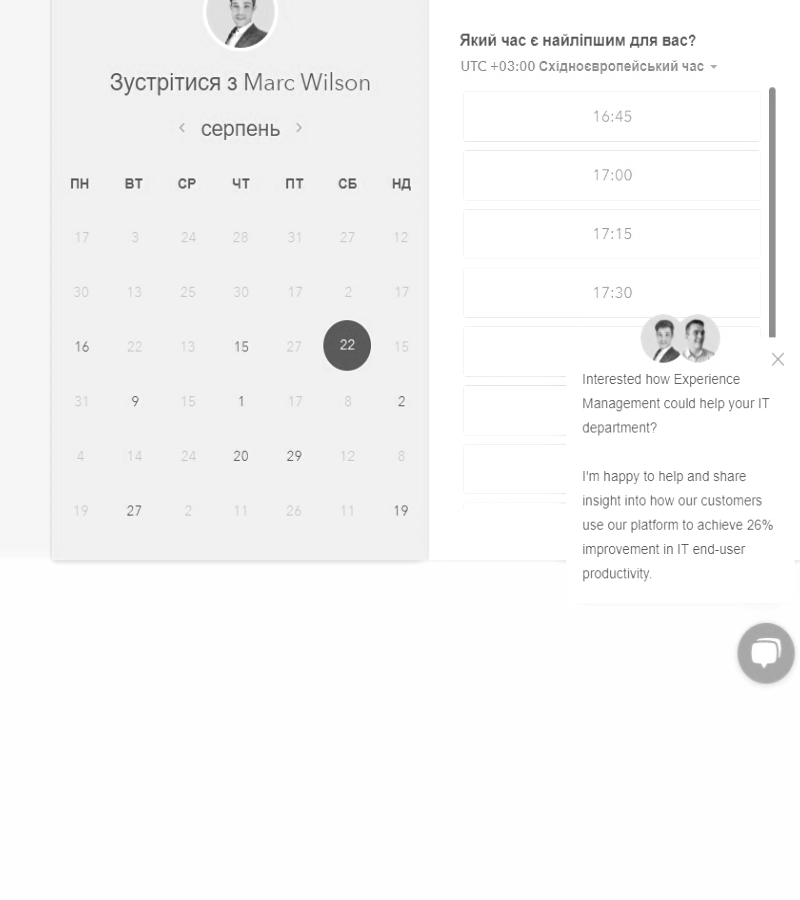 Зустрітися з Marc Wilson
серпень
ПН ВТ СР ЧТ ПТ СБ НД
17 3 24 28 31 27 12
30 13 25 30 17 2 17
16 22 13 15 27 22 15
31 9 15 1 17 8 2
4 14 24 20 29 12 8
19 27 2 11 26 11 19
Який час є найліпшим для вас?
UTC +03:00 Східноєвропейський час
16:45
17:00
17:15
17:30
Interested how Experience
Management could help your IT
department?
I'm happy to help and share
insight into how our customers
use our platform to achieve 26%
improvement in IT end-user
productivity.